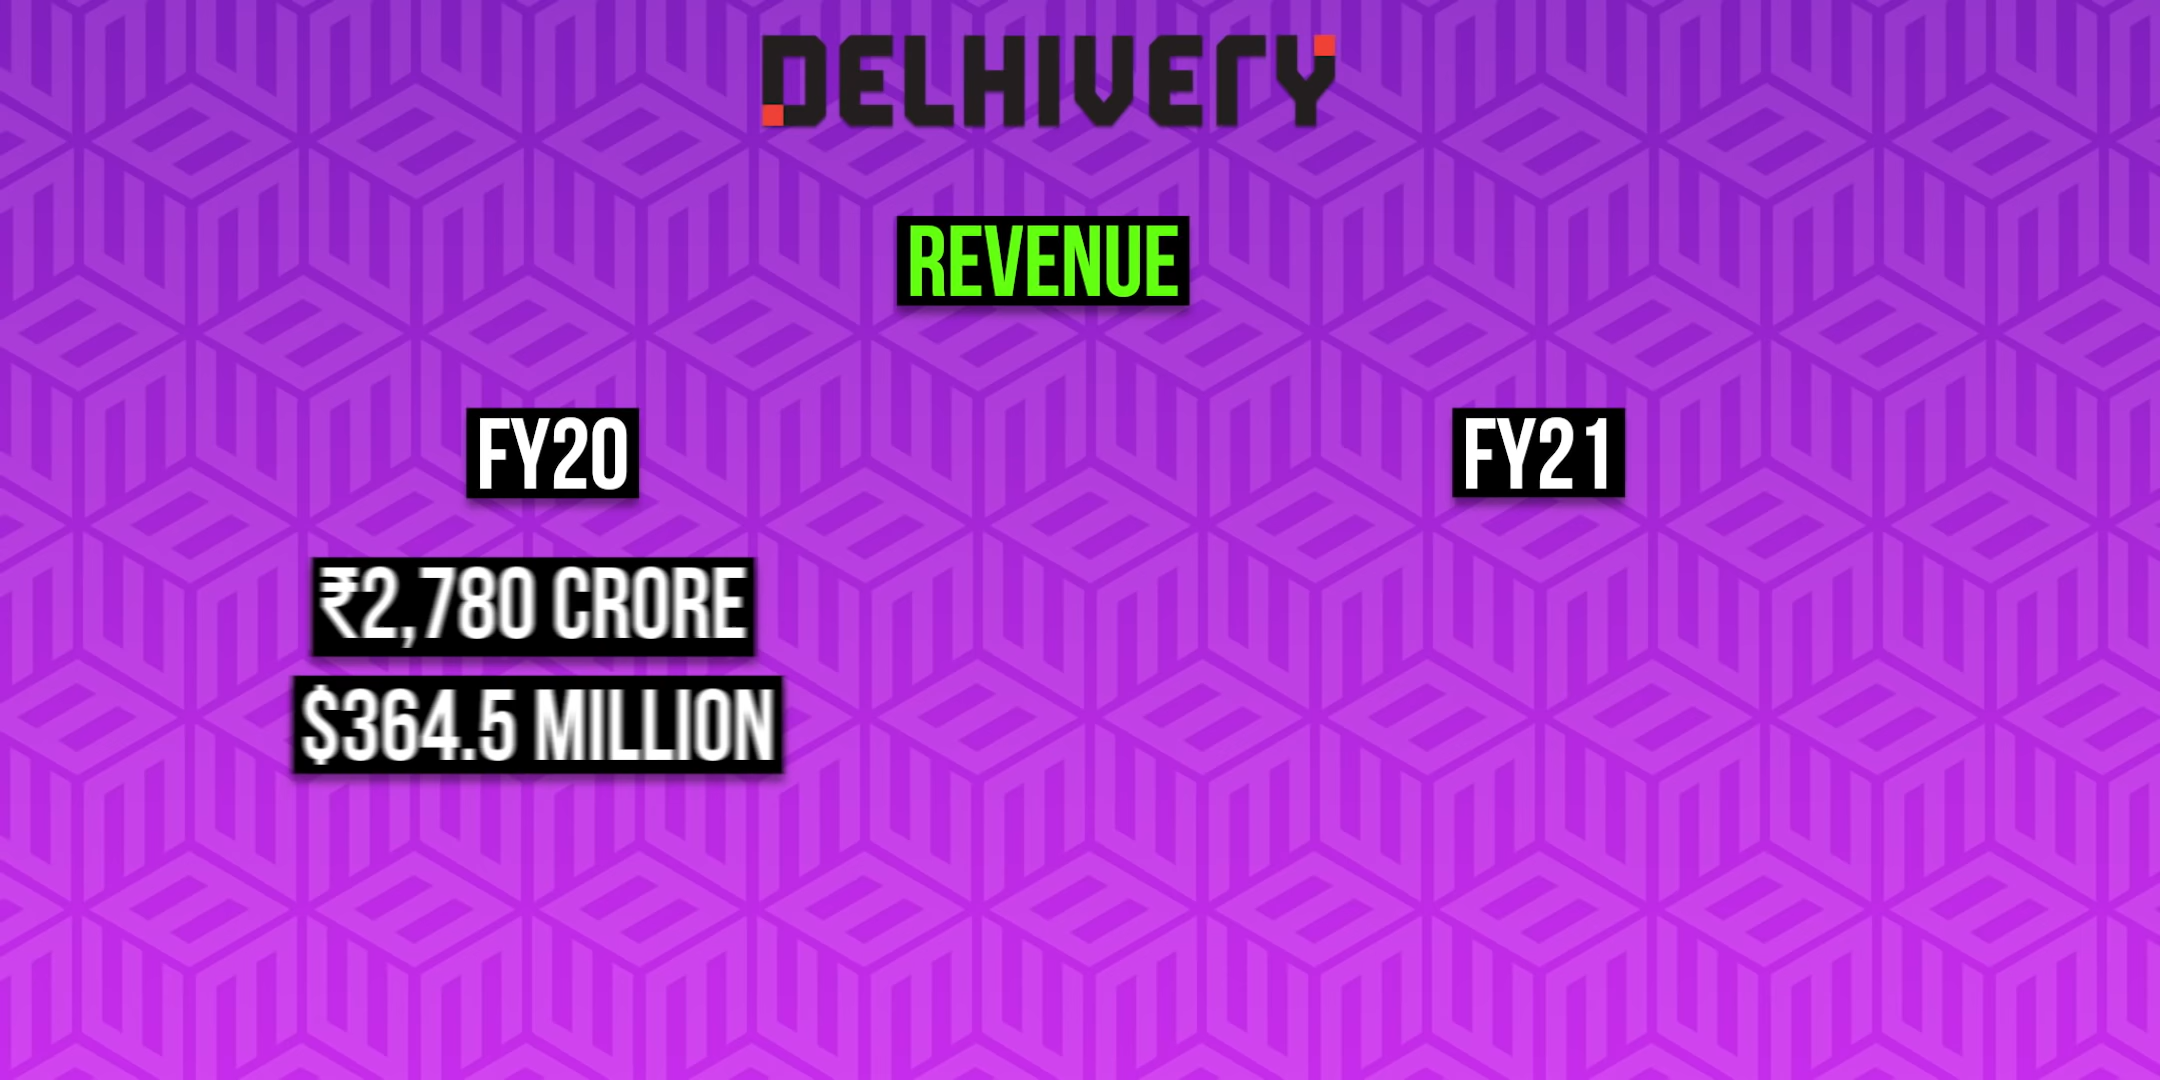 DELHIVERY
REVENUE
FY20
FY21
₹2,780 CRORE
$364.5 MILLION